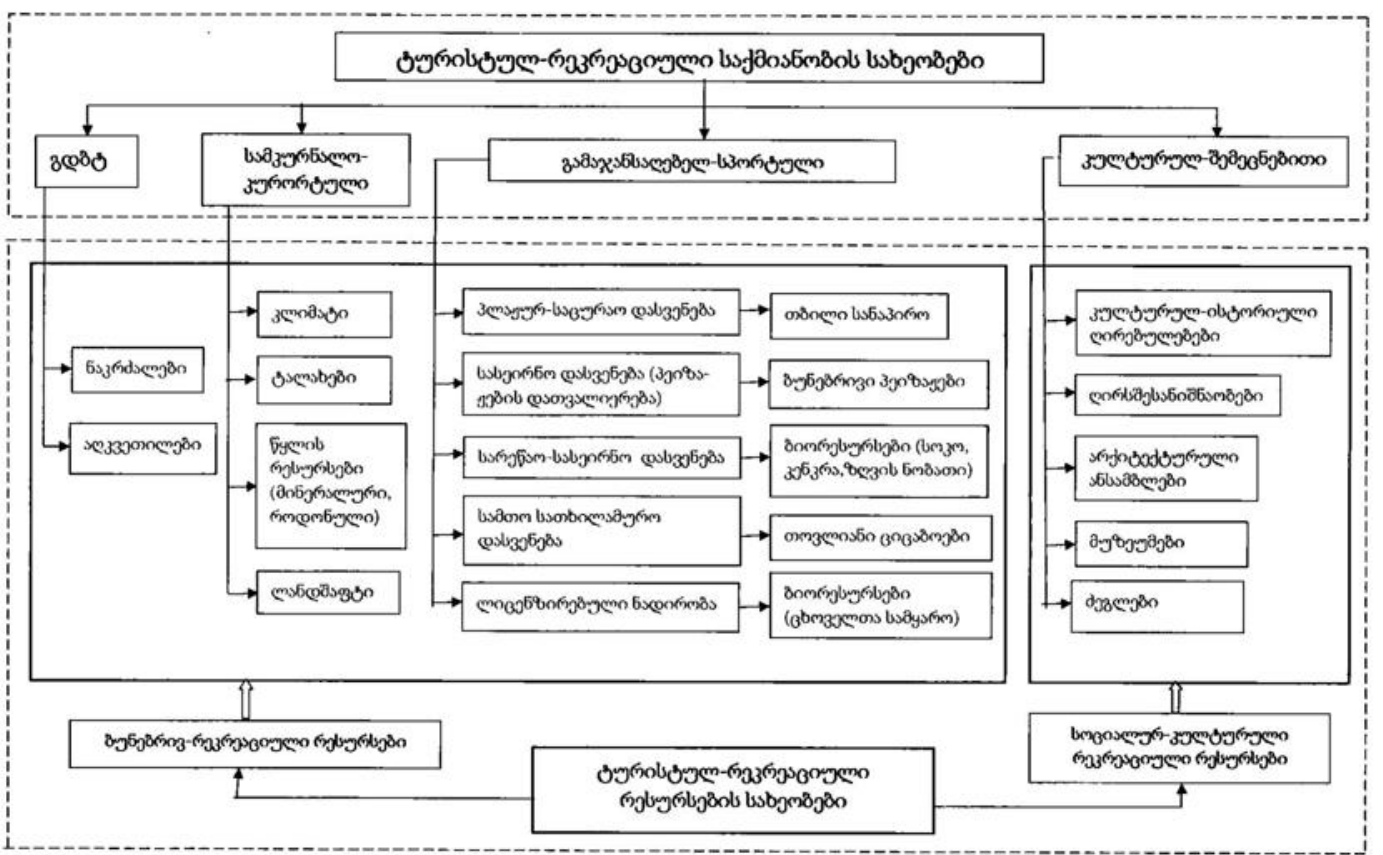 ტურისტულ-რეკრეაციული საქმიანობის სახეობები
გდბტ
სამკურნალო-
კურორტული
გამაჯანსაღებელ-სპორტული
კულტურულ-შემეცნებითი
ნაკრძალები
აღკვეთილები
კლიმატი
ტალახები
წყლის
რესურსები
(მინერალური,
როდონული)
ლანდშაფტი
პლაჟურ-საცურაო დასვენება
სასეირნო დასვენება (პეიზა-
ჟების დათვალიერება)
სარეწაო-სასეირნო დასვენება
სამთო სათხილამურო
დასვენება
ლიცენზირებული ნადირობა
თბილი სანაპირო
ბუნებრივი პეიზაჟები
ბიორესურსები (სოკო,
კენკრა,ზღვის ნობათი)
თოვლიანი ციცაბოები
ბიორესურსები
(ცხოველთა სამყარო)
კულტურულ-ისტორიული
ღირებულებები
ღირსშესანიშნაობები
არქიტექტურული
ანსამბლები
მუზეუმები
ძეგლები
ბუნებრივ-რეკრეაციული რესურსები
სოციალურ-კულტურული
რეკრეაციული რესურსები
ტურისტულ-რეკრეაციული
რესურსების სახეობები